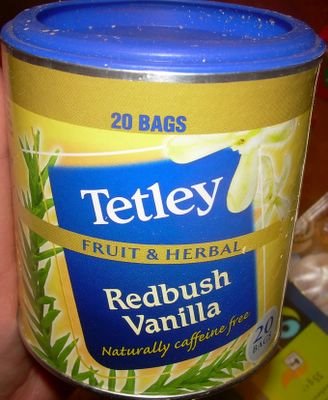 20 BAGS
Tetley
FRUIT & HERBAL
Redbush
Vanilla
Naturally caffeine free
20
BAGS